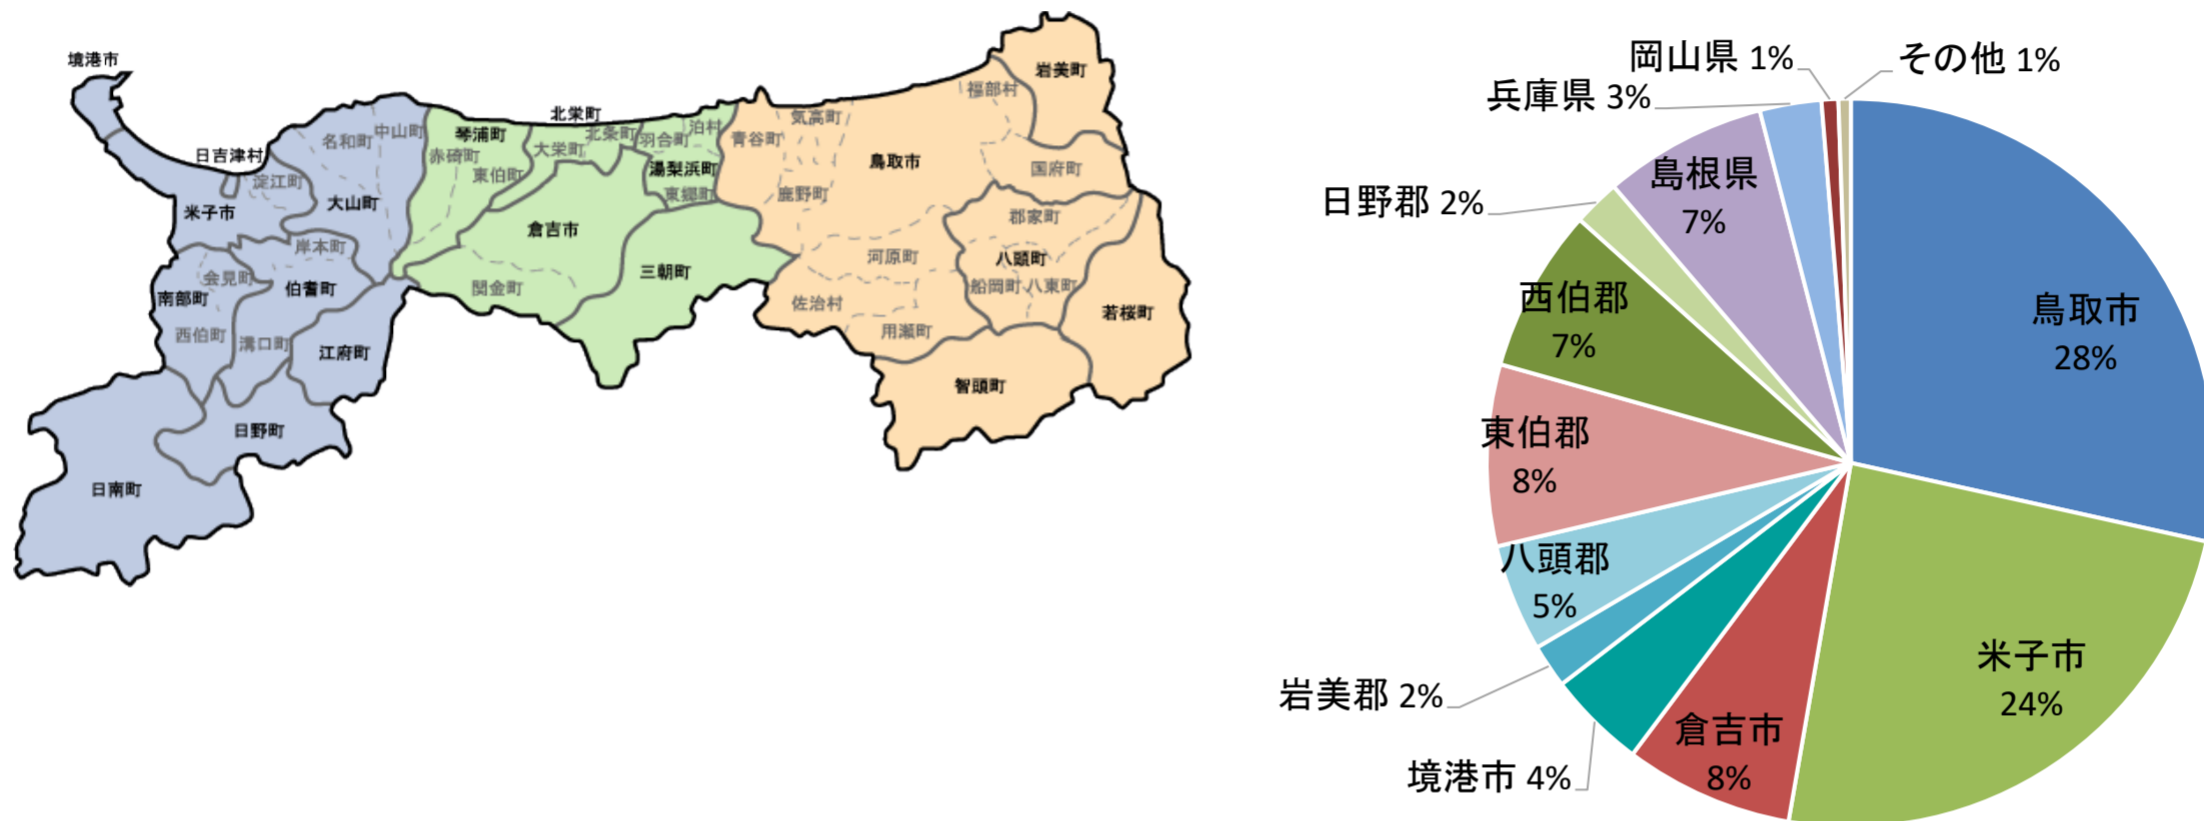 境港市
日吉津村
米子市
淀江町
名和町
中山町
大山町
岸本町
会見町
南部町
伯耆町
西伯町
溝口町
江府町
日野町
日南町
北栄町
琴浦町
赤碕町
東伯町
大栄町
北条町
羽合町
泊村
湯梨浜町
東郷町
倉吉市
関金町
三朝町
岩美町
福部村
国府町
気高町
青谷町
鳥取市
鹿野町
河原町
佐治村
用瀬町
郡家町
八頭町
船岡町
八東町
若桜町
智頭町
鳥取市
28%
米子市
24%
倉吉市
8%
境港市 4%
岩美郡 2%
八頭郡
5%
東伯郡
8%
西伯郡
7%
日野郡 2%
島根県
7%
兵庫県 3%
岡山県 1%
その他 1%